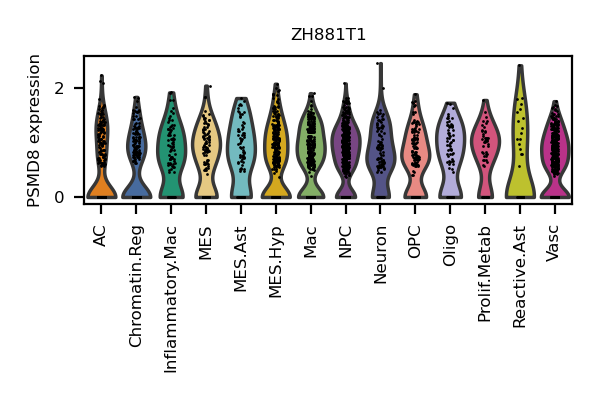 ZH881T1
PSMD8 expression
2
0
AC
Chromatin.Reg
Inflammatory.Mac
MES
MES.Ast
MES.Hyp
Mac
NPC
Neuron
OPC
Oligo
Prolif.Metab
Reactive.Ast
Vasc